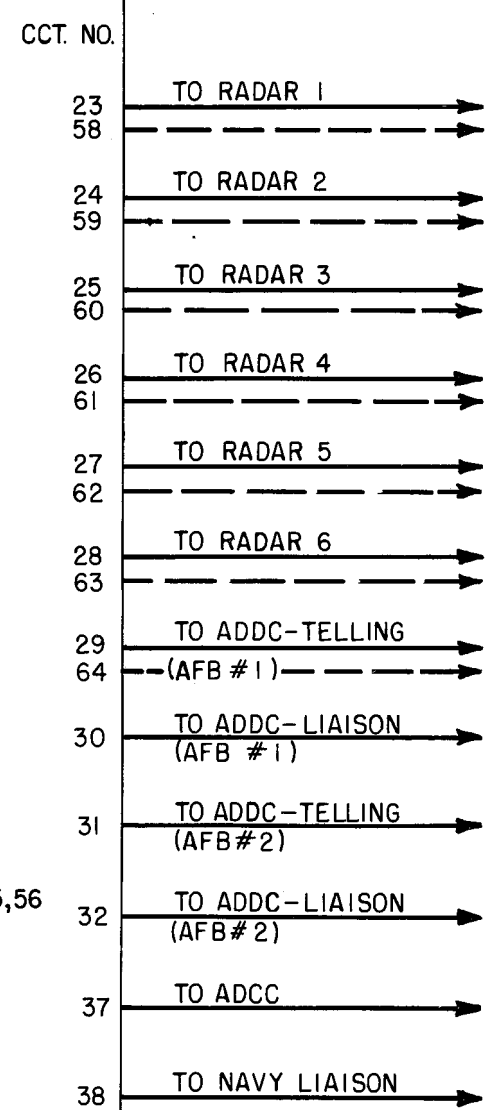 CCT. NO.
23 TO RADAR 1
58
24 TO RADAR 2
59
25 TO RADAR 3
60
26 TO RADAR 4
61
27 TO RADAR 5
62
28 TO RADAR 6
63
29 TO ADDC-TELLING
64 (AFB #1)
30 TO ADDC-LIAISON
(AFB #1)
31 TO ADDC-TELLING
(AFB#2)
,56
32 TO ADDC-LIAISON
(AFB#2)
37 TO ADCC
38 TO NAVY LIAISON